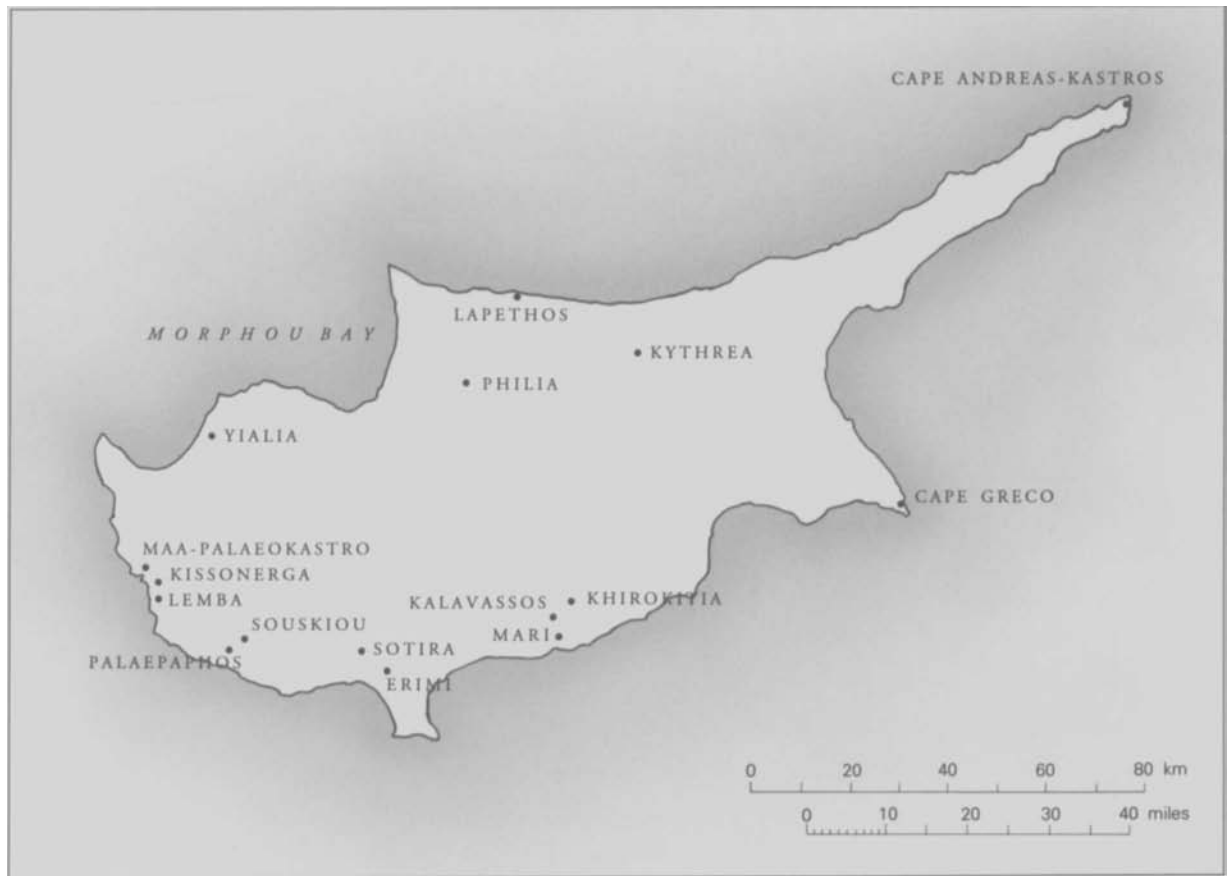 CAPE ANDREAS-KASTROS
LAPETHOS
MORPHOU BAY
KYTHREA
PHILIA
YIALIA
CAPE GRECO
MAA-PALAEOKASTRO
KISSONERGA
LEMBA
KALAVASSOS
KHIROKITIA
SOUSKIOU
MARI
PALAEPAPHOS
SOTIRA
ERIMI
0 20 40 60 80 km
0 10 20 30 40 miles